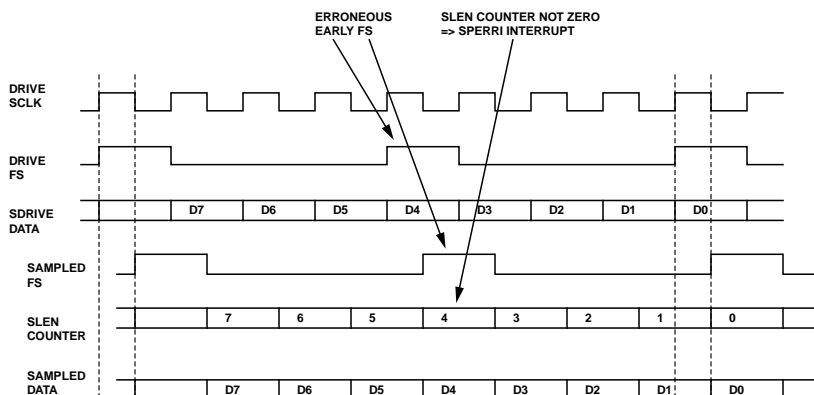 ERRONEOUS
EARLY FS
SLEN COUNTER NOT ZERO
=> SPERRI INTERRUPT
DRIVE
SCLK
DRIVE
FS
SDRIVE
DATA
D7 D6 D5 D4 D3 D2 D1 D0
SAMPLED
FS
SLEN
COUNTER
7 6 5 4 3 2 1 0
SAMPLED
DATA
D7 D6 D5 D4 D3 D2 D1 D0